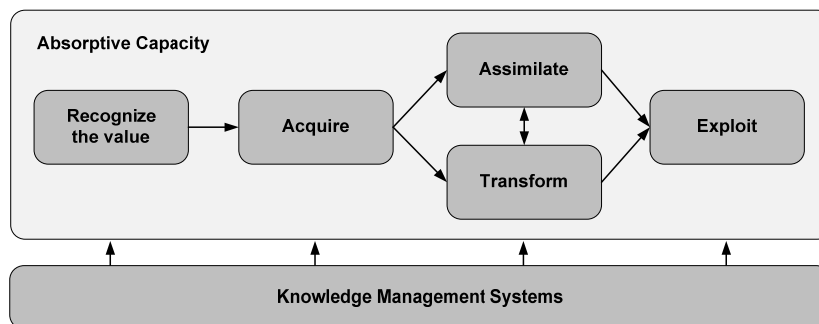 Absorptive Capacity
Recognize
the value
Acquire
Assimilate
Transform
Exploit
Knowledge Management Systems